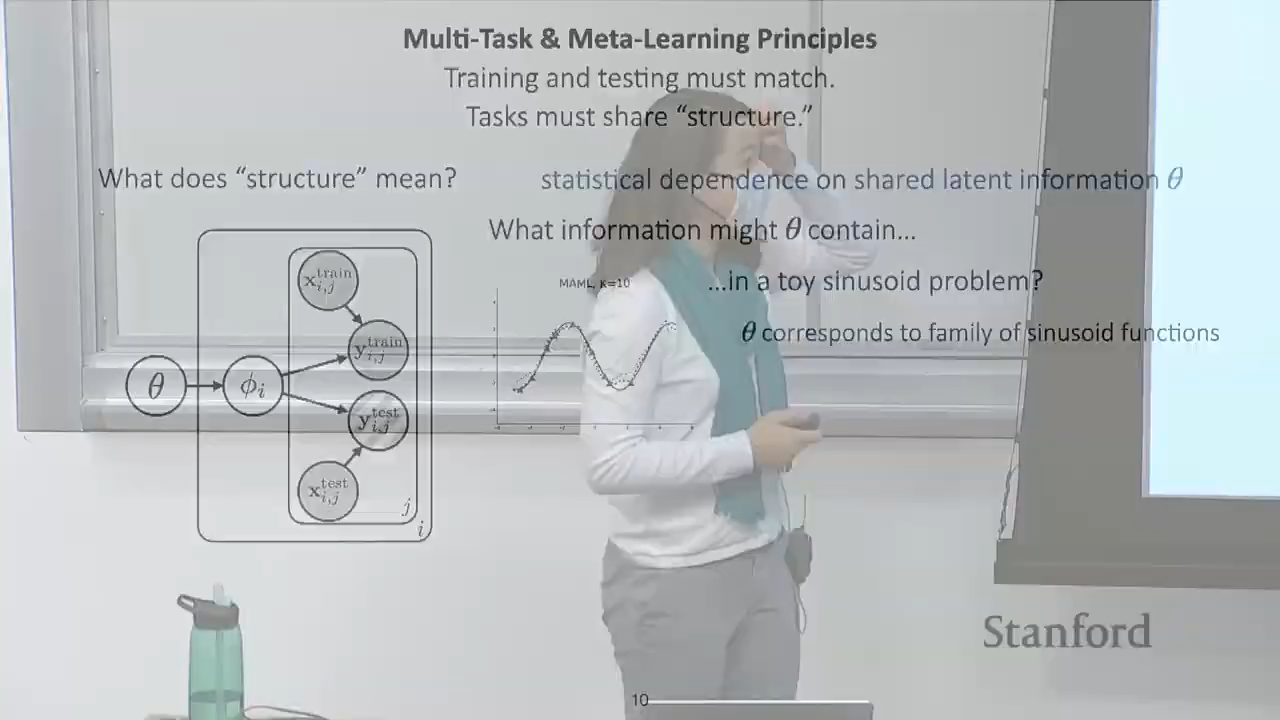 Multi-Task & Meta-Learning Principles
Training and testing must match.
Tasks must share “structure.”
What does “structure” mean?
statistical dependence on shared latent information θ
What information might θ contain...
...in a toy sinusoid problem?
MAML, K=10
θ corresponds to family of sinusoid functions
x_{i,j}^{train}
y_{i,j}^{train}
θ
ϕ_i
y_{i,j}^{test}
x_{i,j}^{test}
j
i
Stanford
10